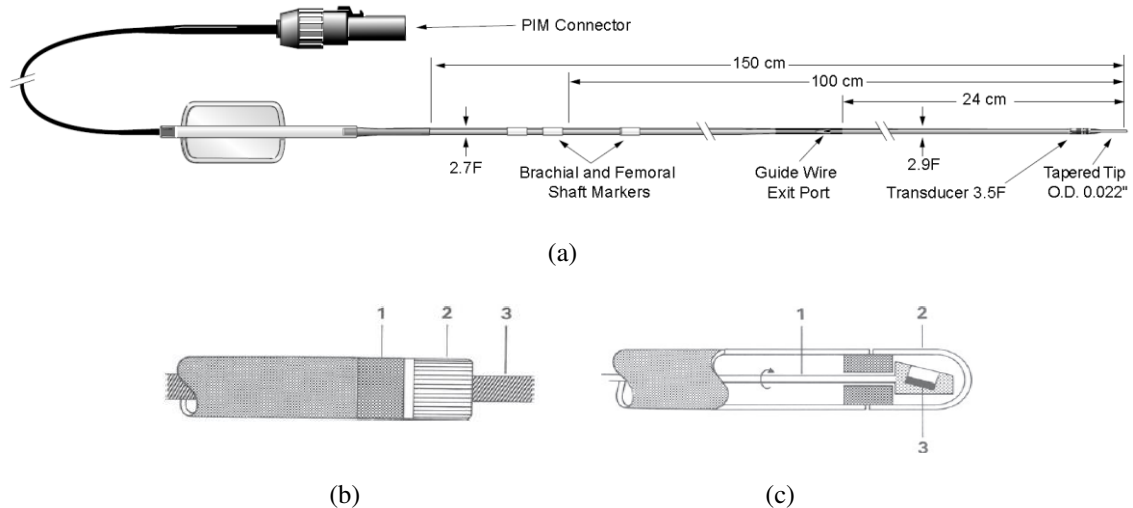 PIM Connector
150 cm
100 cm
24 cm
2.7F
Brachial and Femoral
Shaft Markers
Guide Wire
Exit Port
2.9F
Transducer 3.5F
Tapered Tip
O.D. 0.022"
(a)
1 2 3
1 2
3
(b) (c)